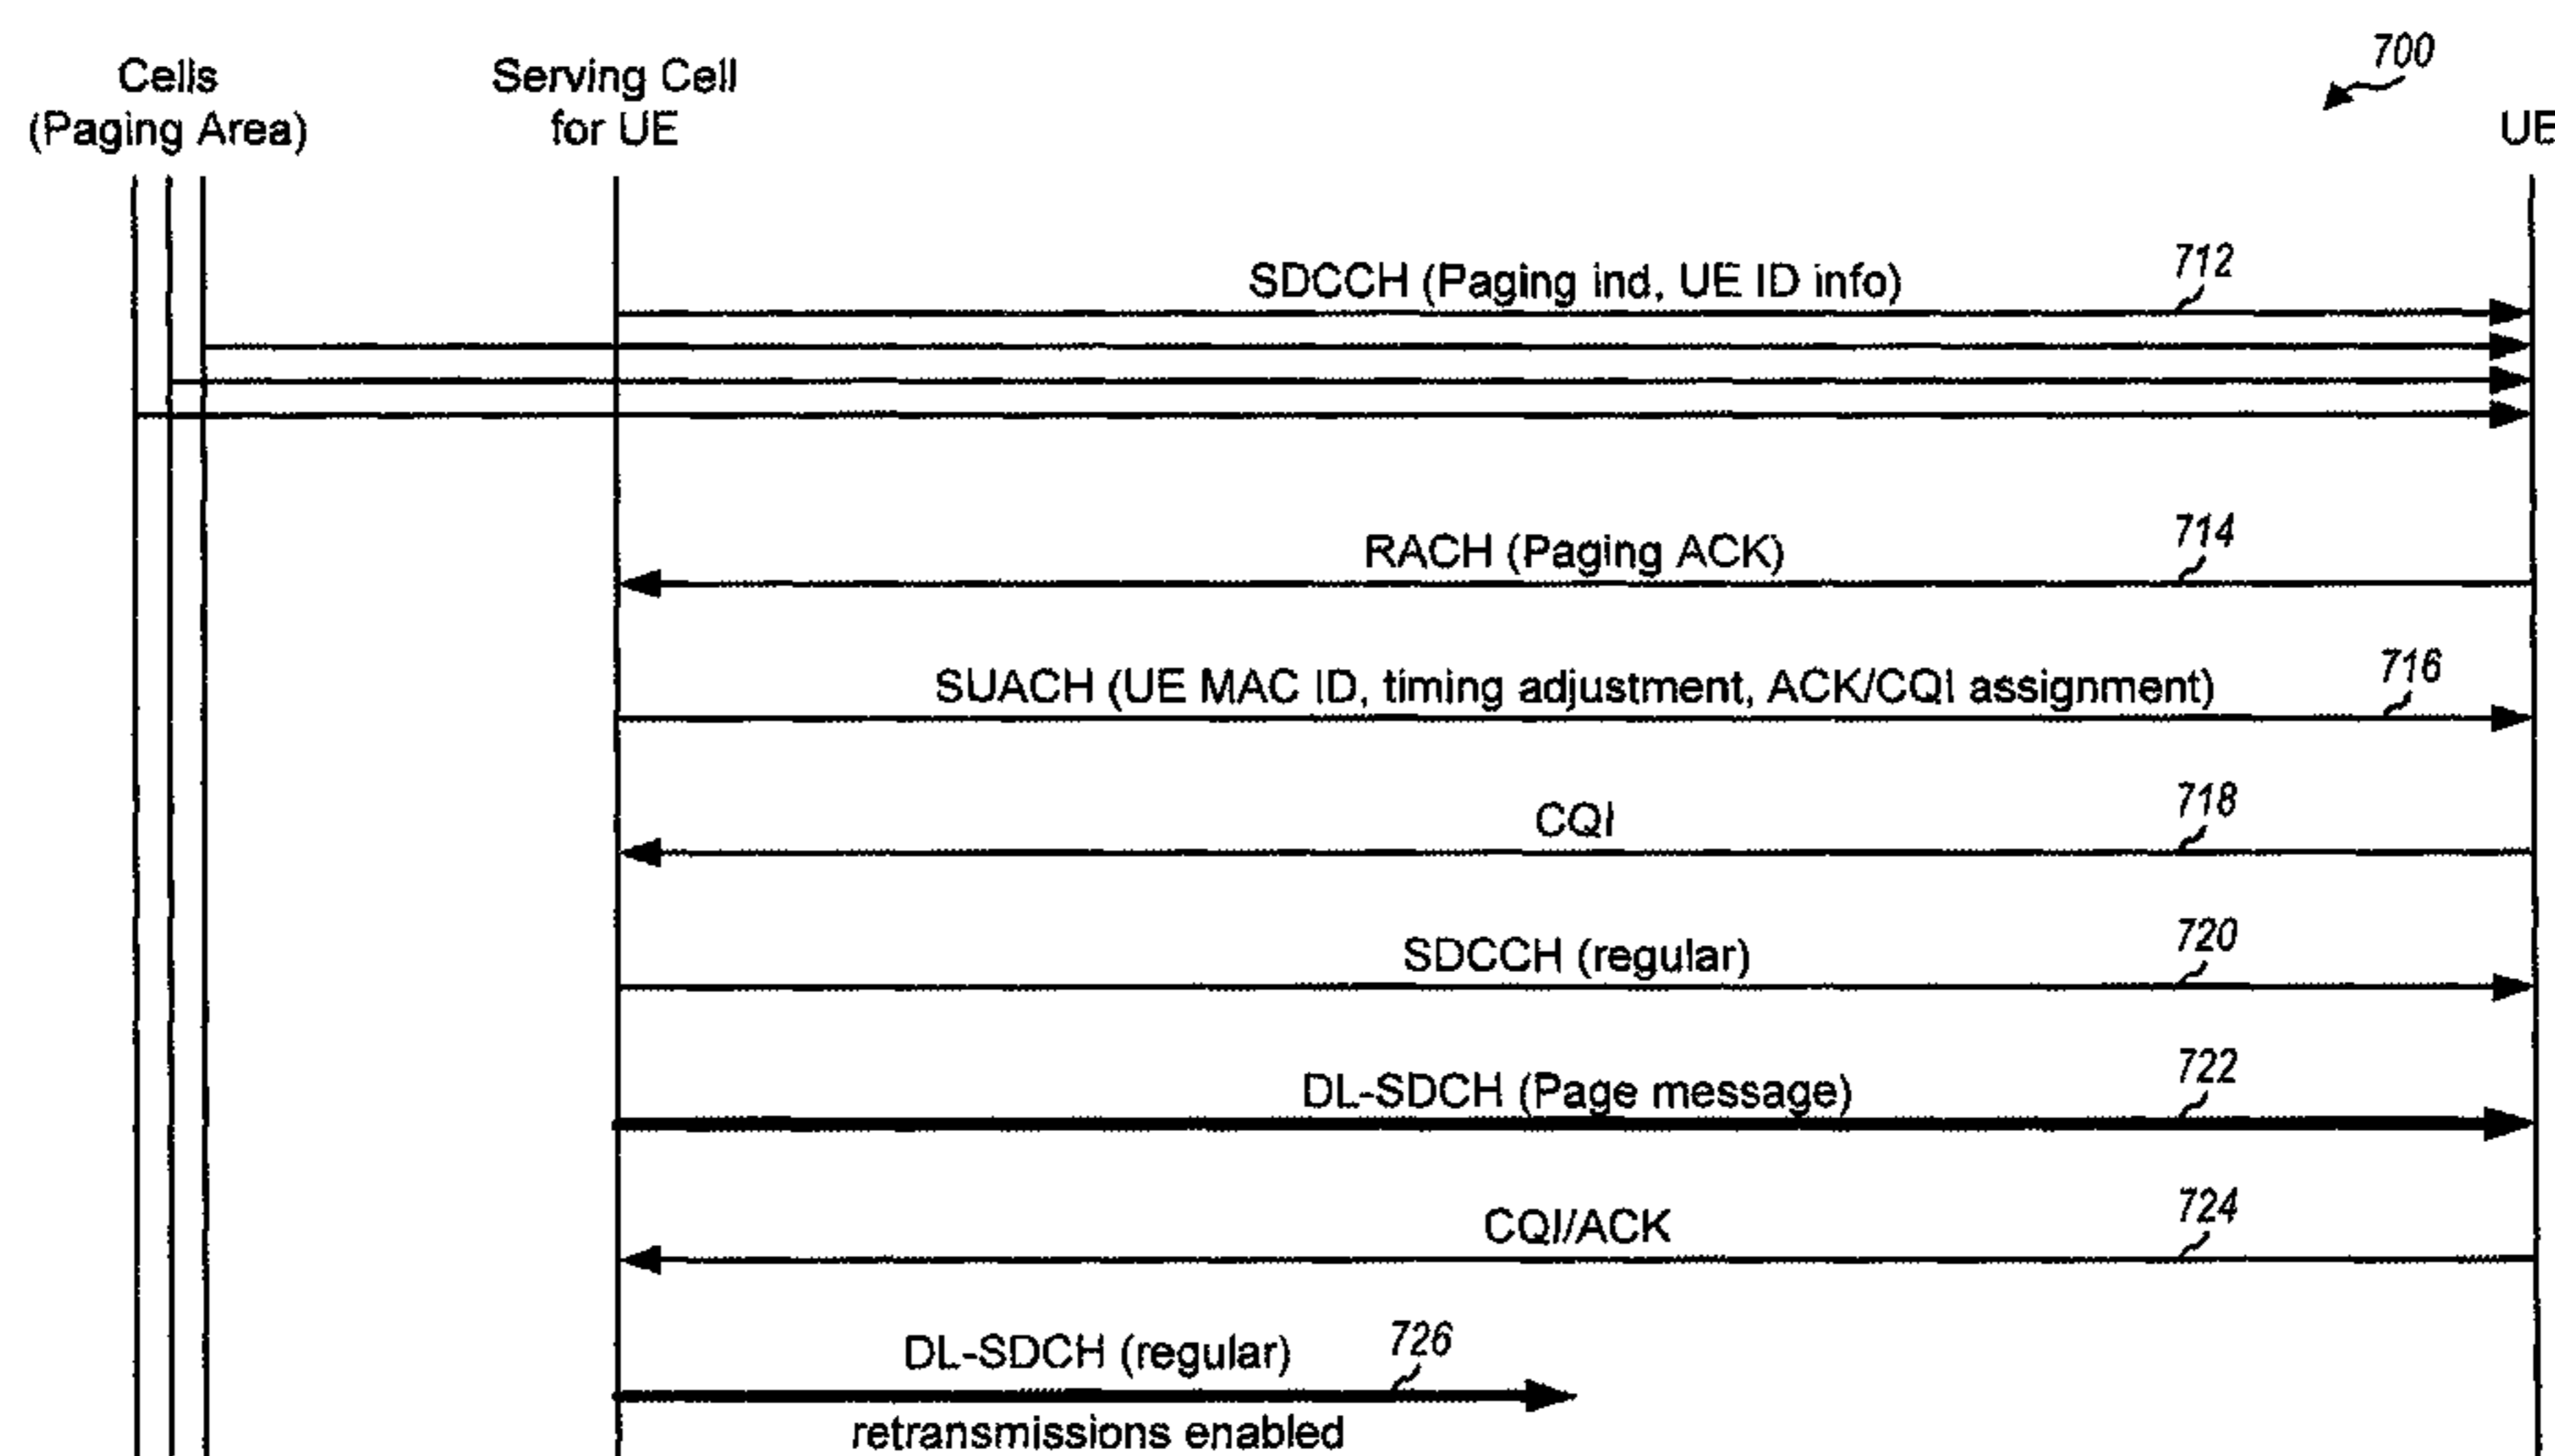 700
Cells
(Paging Area)
Serving Cell
for UE
UE
SDCCH (Paging ind, UE ID info)
712
RACH (Paging ACK)
714
SUACH (UE MAC ID, timing adjustment, ACK/CQI assignment)
716
CQI
718
SDCCH (regular)
720
DL-SDCH (Page message)
722
CQI/ACK
724
DL-SDCH (regular)
726
retransmissions enabled